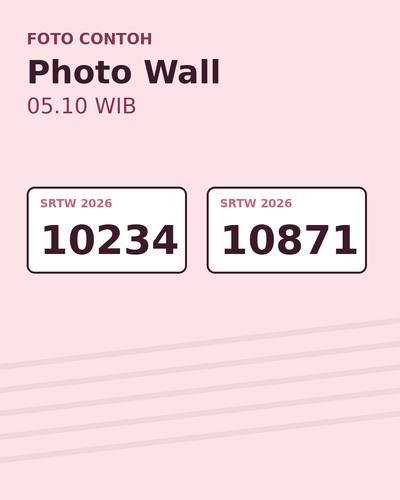 FOTO CONTOH
Photo Wall
05.10 WIB
SRTW 2026
10234
SRTW 2026
10871